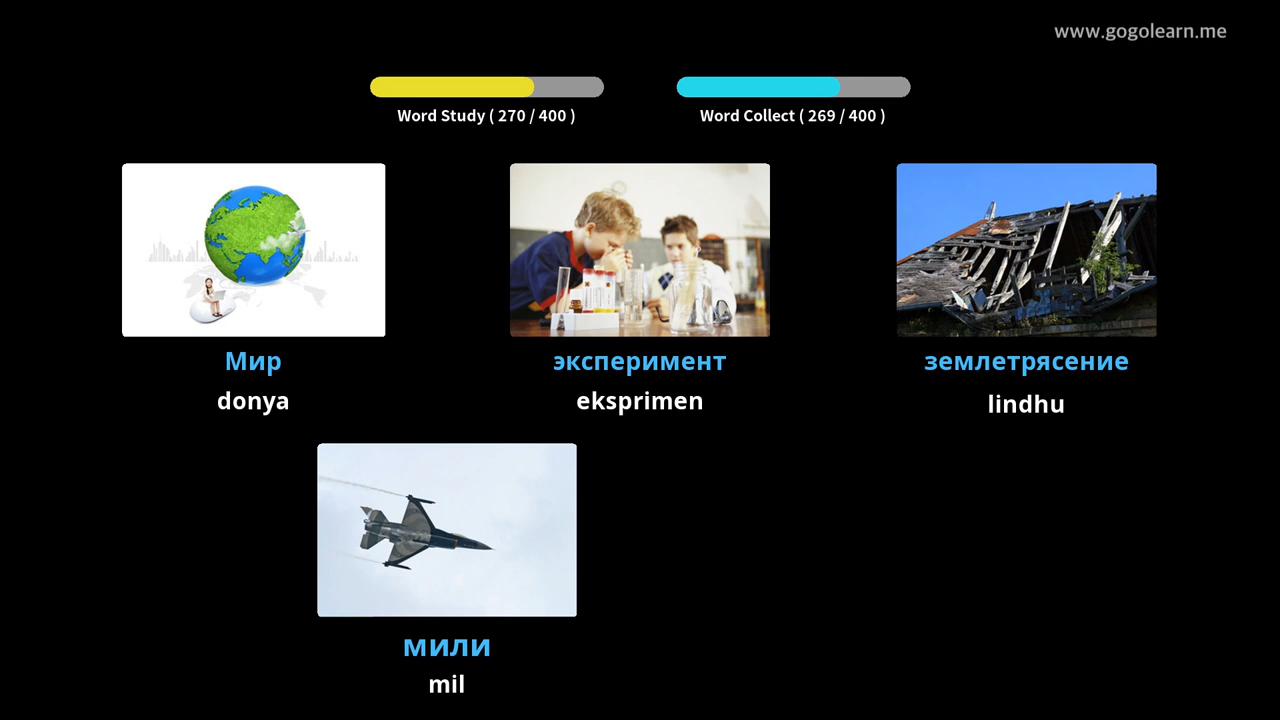 www.gogolearn.me
Word Study ( 270 / 400 )
Word Collect ( 269 / 400 )
Мир
donya
эксперимент
eksprimen
землетрясение
lindhu
мили
mil